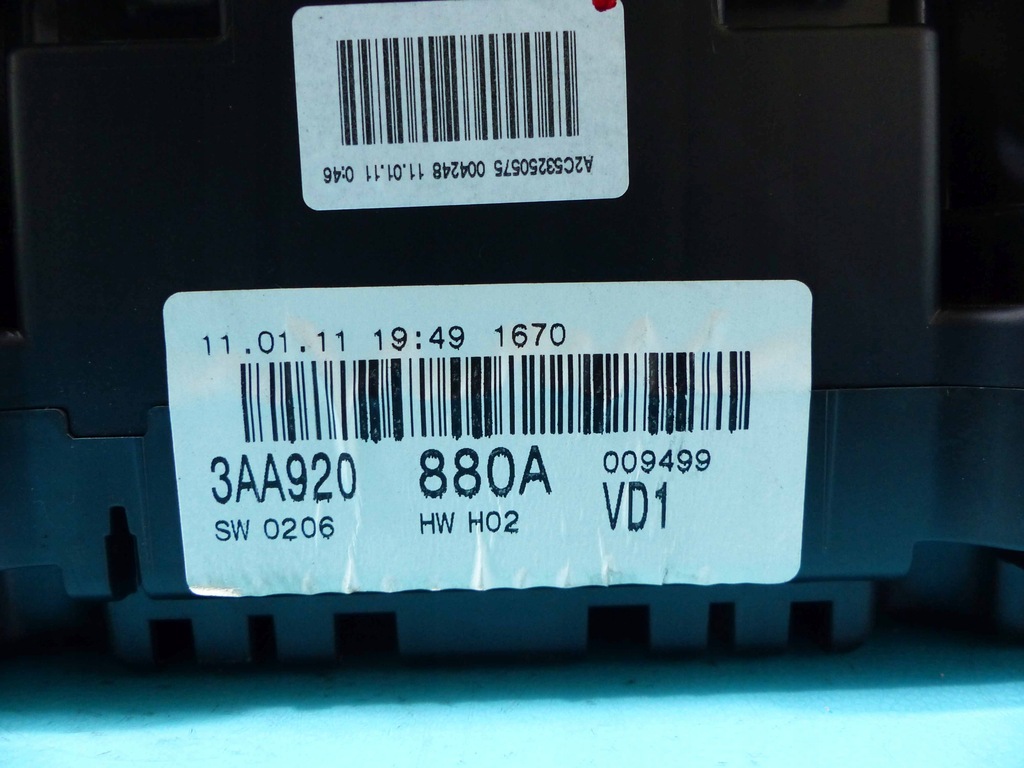 A2C53250575 004248 11.01.11 0:46
11.01.11 19:49 1670
3AA920 880A 009499
SW 0206 HW H02 VD1